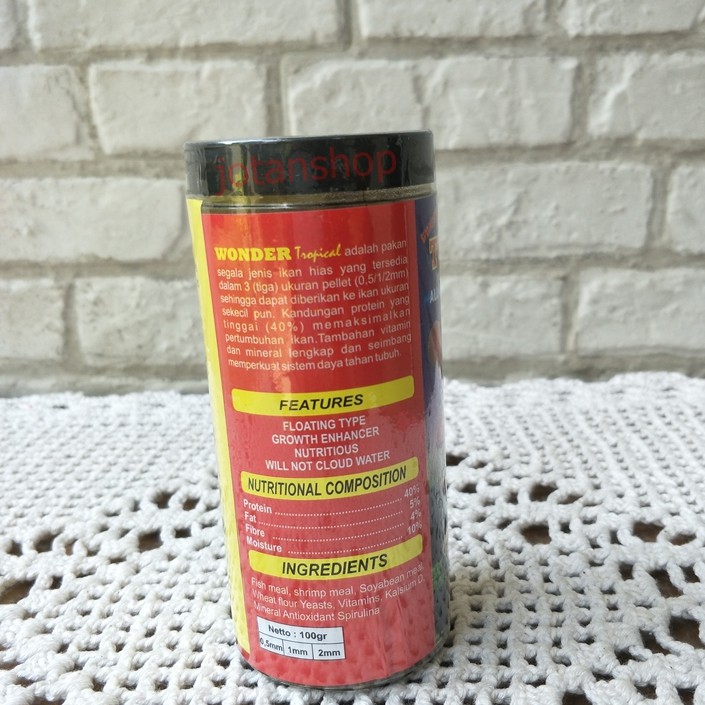 jotanshop
WONDER Tropical adalah pakan
segala jenis ikan hias yang tersedia
dalam 3 (tiga) ukuran pellet (0,5/1/2mm)
sehingga dapat diberikan ke ikan ukuran
sekecil pun. Kandungan protein yang
tinggai (40%) memaksimalkan
pertumbuhan ikan.Tambahan vitamin
dan mineral lengkap dan seimbang
memperkuat sistem daya tahan tubuh.
FEATURES
FLOATING TYPE
GROWTH ENHANCER
NUTRITIOUS
WILL NOT CLOUD WATER
NUTRITIONAL COMPOSITION
Protein 40%
Fat 5%
Fibre 4%
Moisture 10%
INGREDIENTS
Fish meal, shrimp meal, Soyabean meal,
Wheat flour Yeasts, Vitamins, Kalsium D,
Mineral Antioxidant Spirulina
Netto : 100gr
0,5mm 1mm 2mm